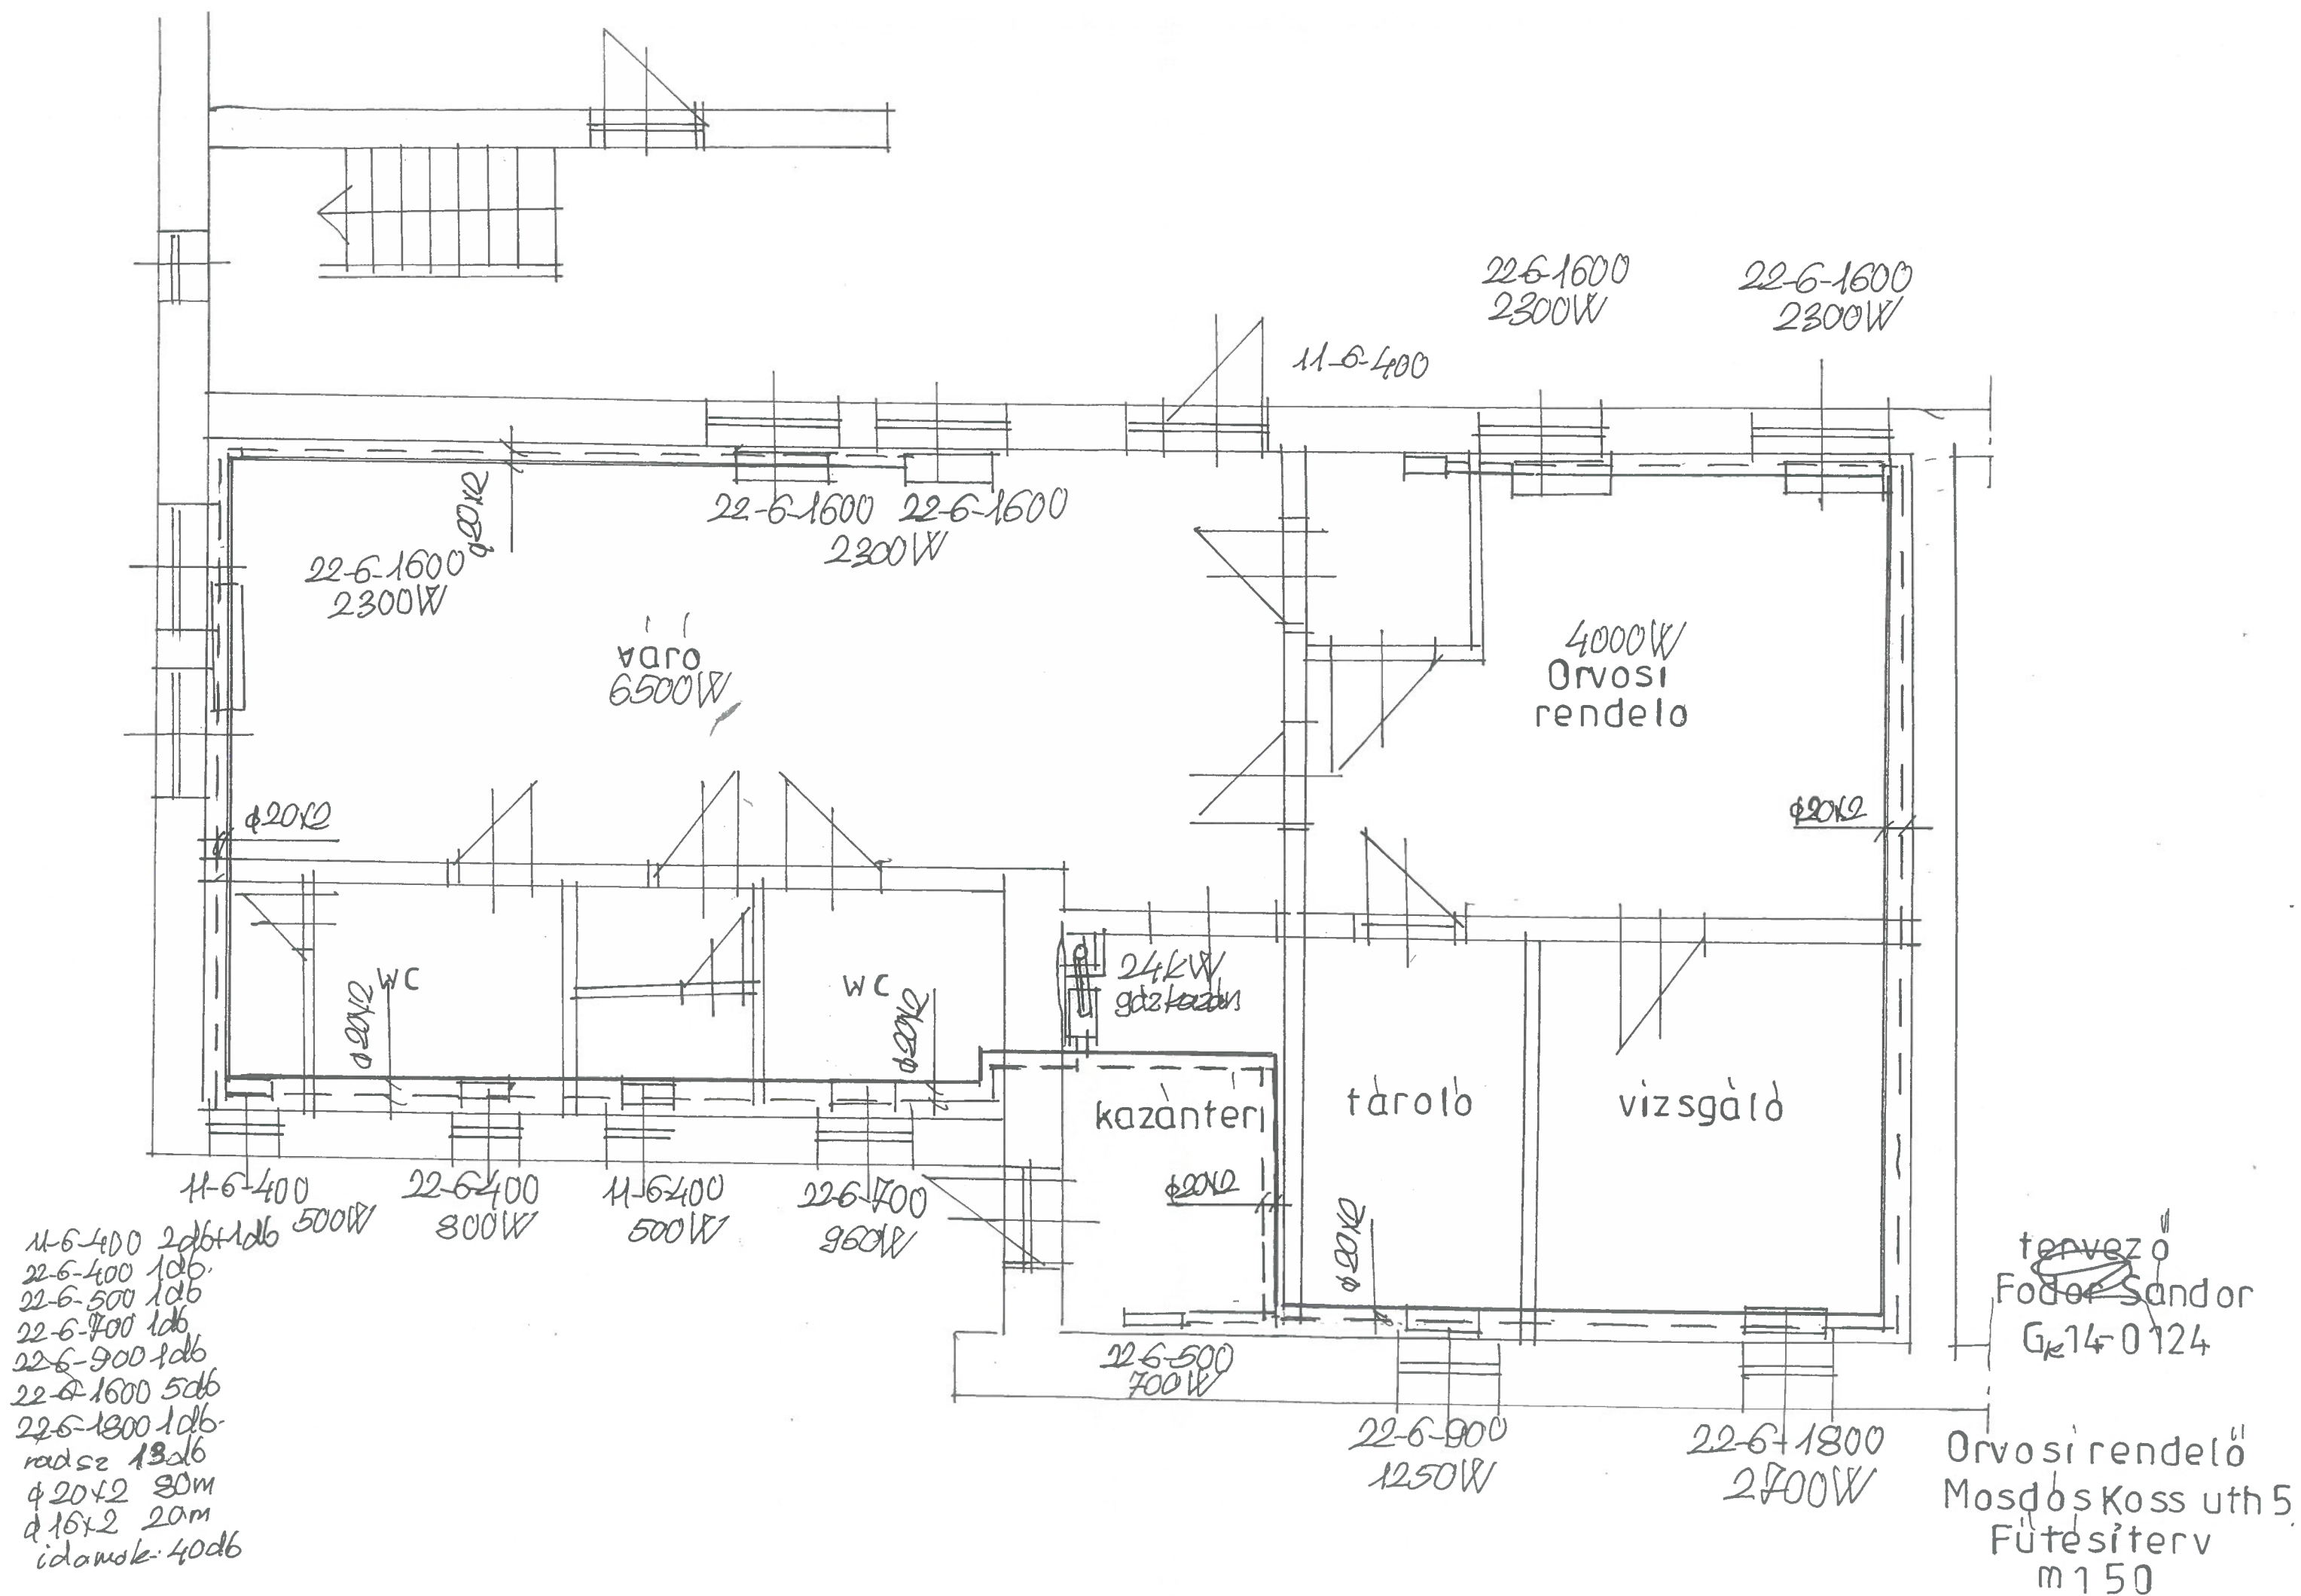 22-6-1600
2300W
22-6-1600
2300W
11-6-400
22-6-1600
22-6-1600
2300W
ϕ20x2
22-6-1600
2300W
váró
6500W
4000W
Orvosi
rendelo
ϕ20x2
ϕ20x2
WC
ϕ20x2
WC
ϕ20x2
24kW
gázkazán
kazántér
tároló
vizsgáló
ϕ20x2
ϕ20x2
11-6-400
500W
22-6-400
800W
11-6-400
500W
22-6-700
960W
22-6-500
700W
22-6-900
1250W
22-6-1800
2700W
11-6-400 2db+1db
22-6-400 1db.
22-6-500 1db
22-6-700 1db
22-6-900 1db
22-6-1600 5db
22-6-1800 1db.
radsz 13db
ϕ20x2 80m
ϕ16x2 20m
idomok: 40db
tervező
Fodor Sándor
Gk14-0124
Orvosi rendelő
Mosdós Koss uth 5
Fűtésiterv
m 1 50